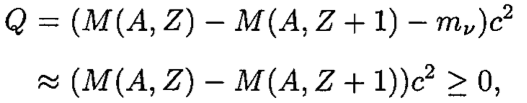 Q = (M(A, Z) − M(A, Z + 1) − m_ν)c²
≈ (M(A, Z) − M(A, Z + 1))c² ≥ 0,